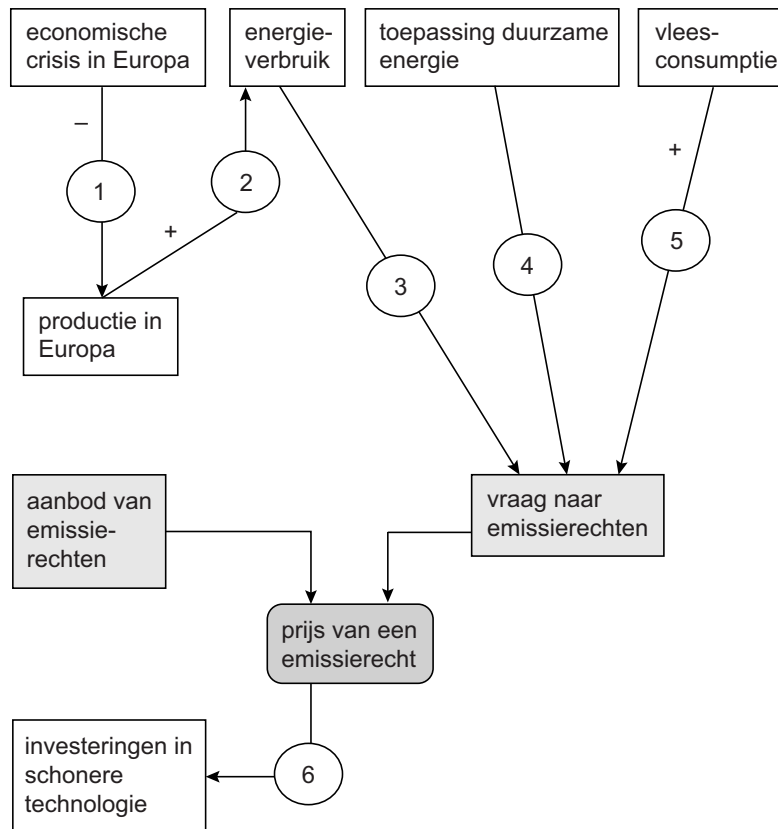 economische
crisis in Europa
energie-
verbruik
toepassing duurzame
energie
vlees-
consumptie
–
+
1
2
+
5
4
3
productie in
Europa
aanbod van
emissie-
rechten
vraag naar
emissierechten
prijs van een
emissierecht
investeringen in
schonere
technologie
6